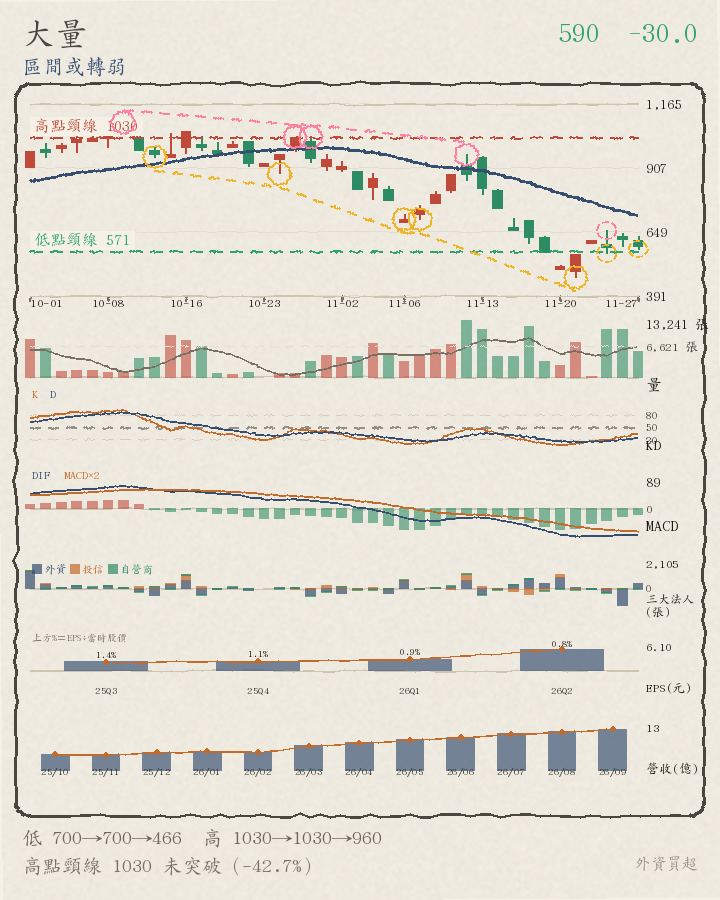 大量
590 -30.0
區間或轉弱
1,165
高點頸線 1030
907
低點頸線 571
649
391
10-01 10-08 10-16 10-23 11-02 11-06 11-13 11-20 11-27
13,241 張
6,621 張
量
K D
80
50
20
KD
DIF MACD×2
89
0
MACD
外資 投信 自營商
2,105
0
三大法人
(張)
上方%=EPS÷當時股價
1.4% 1.1% 0.9% 0.8%
6.10
25Q3 25Q4 26Q1 26Q2
EPS(元)
13
營收(億)
25/10 25/11 25/12 26/01 26/02 26/03 26/04 26/05 26/06 26/07 26/08 26/09
低 700→700→466 高 1030→1030→960
高點頸線 1030 未突破 (-42.7%)
外資買超